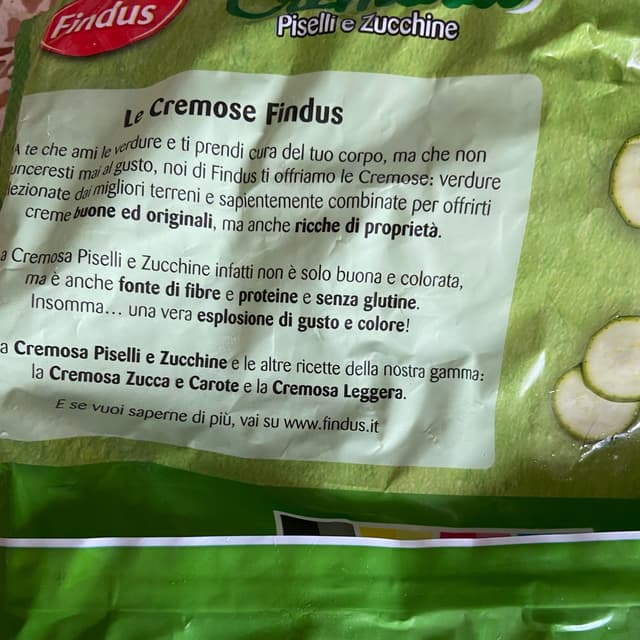 Findus
Piselli e Zucchine
Le Cremose Findus
A te che ami le verdure e ti prendi cura del tuo corpo, ma che non
unceresti mai al gusto, noi di Findus ti offriamo le Cremose: verdure
lezionate dai migliori terreni e sapientemente combinate per offrirti
creme buone ed originali, ma anche ricche di proprietà.
a Cremosa Piselli e Zucchine infatti non è solo buona e colorata,
ma è anche fonte di fibre e proteine e senza glutine.
Insomma... una vera esplosione di gusto e colore!
a Cremosa Piselli e Zucchine e le altre ricette della nostra gamma:
la Cremosa Zucca e Carote e la Cremosa Leggera.
E se vuoi saperne di più, vai su www.findus.it